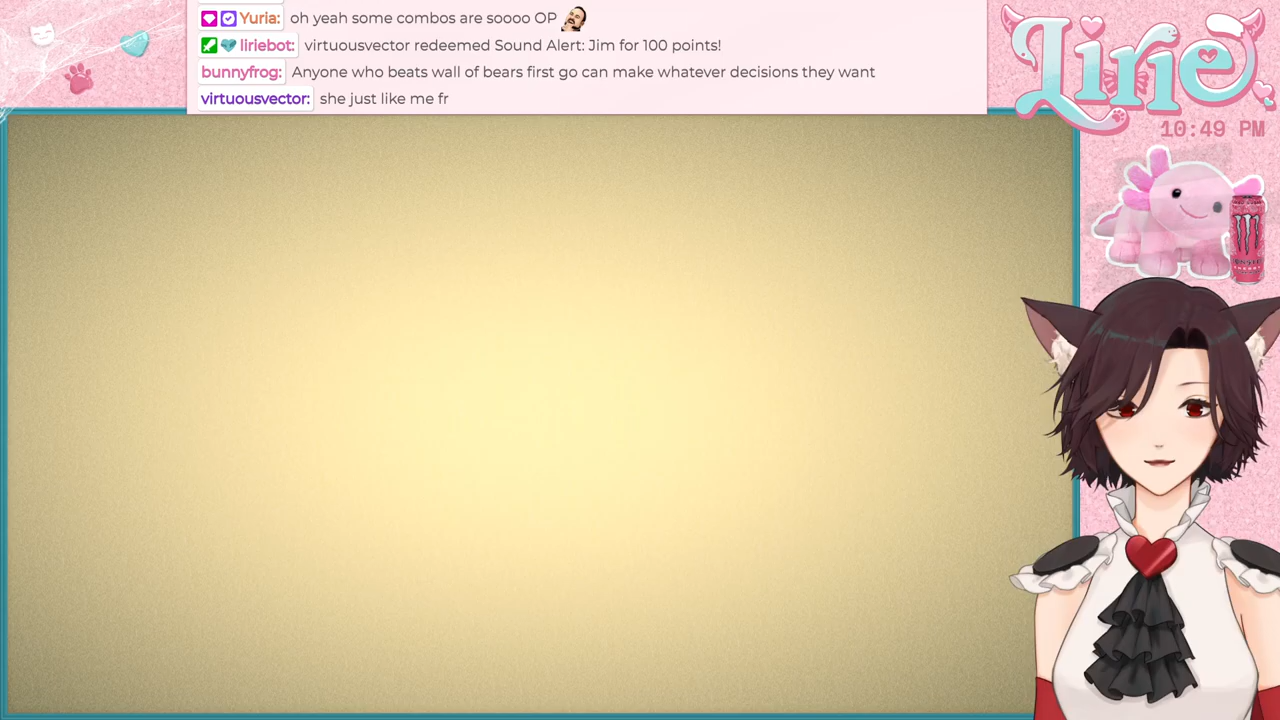 Yuria: oh yeah some combos are soooo OP
liriebot: virtuousvector redeemed Sound Alert: Jim for 100 points!
bunnyfrog: Anyone who beats wall of bears first go can make whatever decisions they want
virtuousvector: she just like me fr
Lirie
10:49 PM